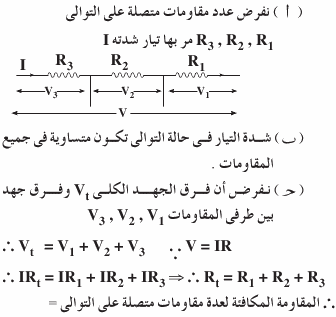 ( أ ) نفرض عدد مقاومات متصلة على التوالى
R₃ , R₂ , R₁ مر بها تيار شدته I
I R₃ R₂ R₁
V₃ V₂ V₁
V
(ب) شدة التيار فى حالة التوالى تكون متساوية فى جميع
المقاومات .
(جـ) نفرض أن فرق الجهد الكلى Vt وفرق جهد
بين طرفى المقاومات V₃ , V₂ , V₁
∴ Vt = V₁ + V₂ + V₃ ∵ V = IR
∴ IRt = IR₁ + IR₂ + IR₃ ⇒ ∴ Rt = R₁ + R₂ + R₃
∴ المقاومة المكافئة لعدة مقاومات متصلة على التوالى =